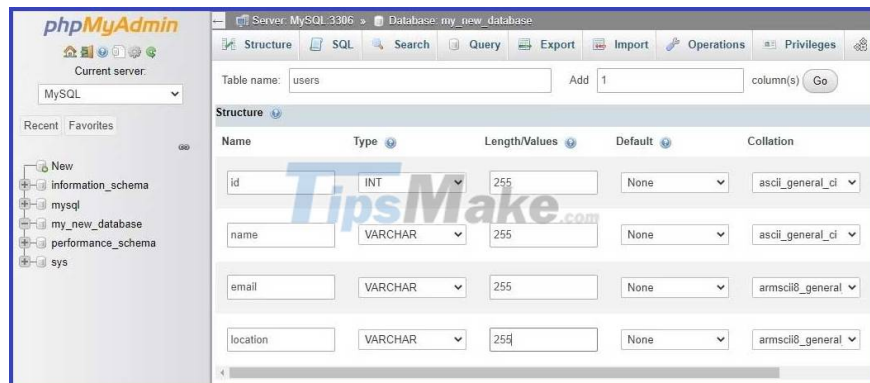 phpMyAdmin
Current server:
MySQL
Recent Favorites
New
information_schema
mysql
my_new_database
performance_schema
sys
Server: MySQL:3306 » Database: my_new_database
Structure SQL Search Query Export Import Operations Privileges
Table name: users Add 1 column(s) Go
Structure
Name Type Length/Values Default Collation
id INT 255 None ascii_general_ci
TipsMake.com
name VARCHAR 255 None ascii_general_ci
email VARCHAR 255 None armscii8_general
location VARCHAR 255 None armscii8_general